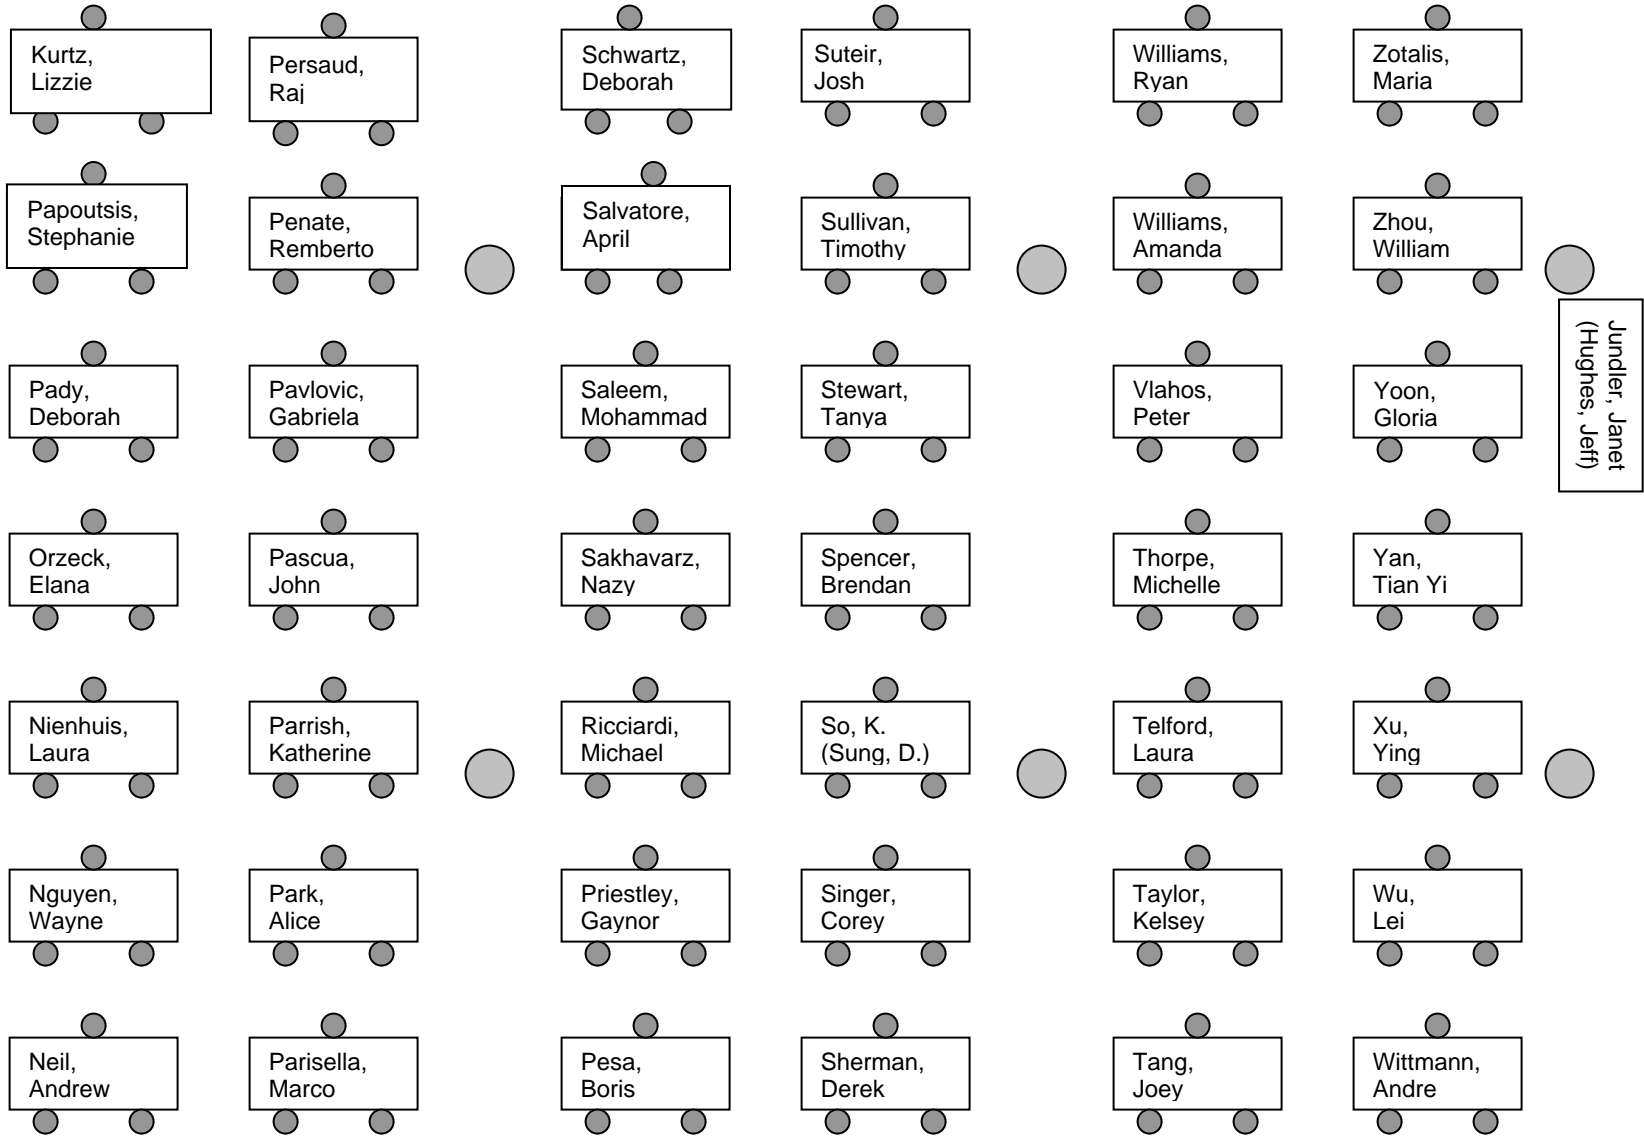 Kurtz,
Lizzie
Persaud,
Raj
Schwartz,
Deborah
Suteir,
Josh
Williams,
Ryan
Zotalis,
Maria
Papoutsis,
Stephanie
Penate,
Remberto
Salvatore,
April
Sullivan,
Timothy
Williams,
Amanda
Zhou,
William
Jundler, Janet
(Hughes, Jeff)
Pady,
Deborah
Pavlovic,
Gabriela
Saleem,
Mohammad
Stewart,
Tanya
Vlahos,
Peter
Yoon,
Gloria
Orzeck,
Elana
Pascua,
John
Sakhavarz,
Nazy
Spencer,
Brendan
Thorpe,
Michelle
Yan,
Tian Yi
Nienhuis,
Laura
Parrish,
Katherine
Ricciardi,
Michael
So, K.
(Sung, D.)
Telford,
Laura
Xu,
Ying
Nguyen,
Wayne
Park,
Alice
Priestley,
Gaynor
Singer,
Corey
Taylor,
Kelsey
Wu,
Lei
Neil,
Andrew
Parisella,
Marco
Pesa,
Boris
Sherman,
Derek
Tang,
Joey
Wittmann,
Andre